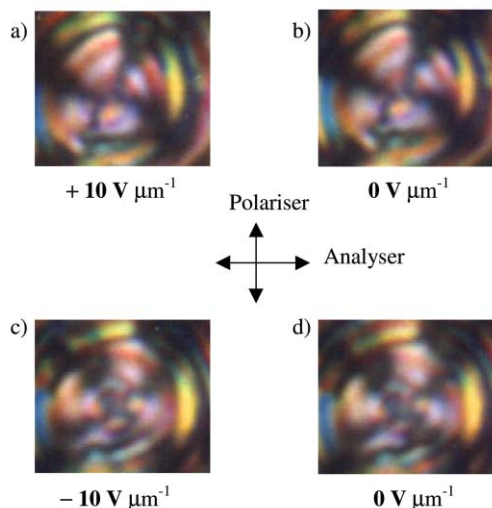 a)
b)
+ 10 V μm⁻¹
0 V μm⁻¹
Polariser
Analyser
c)
d)
– 10 V μm⁻¹
0 V μm⁻¹